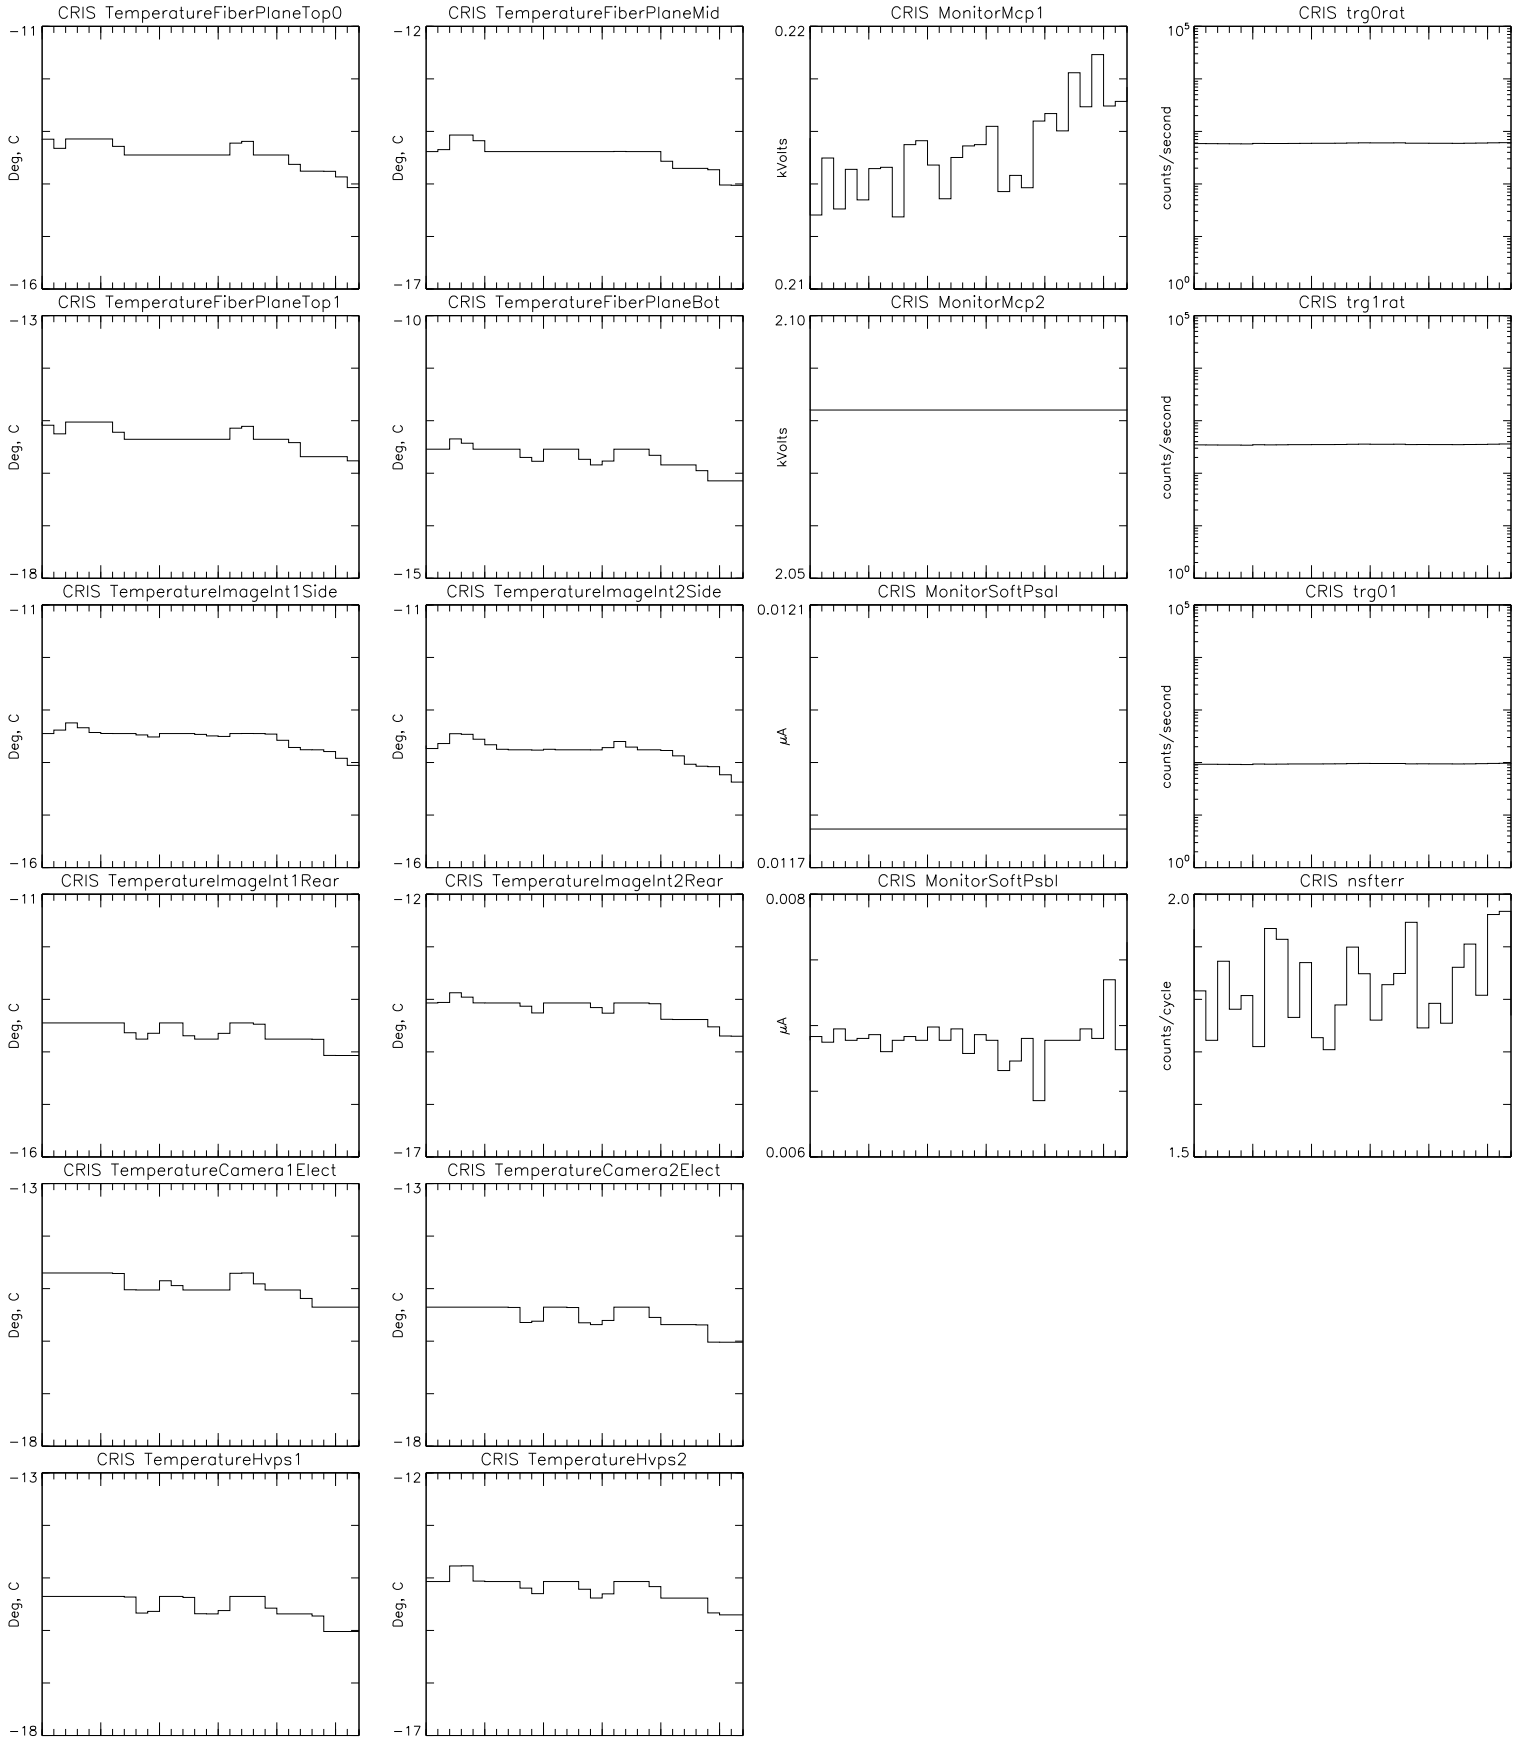 CRIS TemperatureFiberPlaneTop0
-11
Deg, C
-16
CRIS TemperatureFiberPlaneMid
-12
Deg, C
-17
CRIS MonitorMcp1
0.22
kVolts
0.21
CRIS trg0rat
10^5
counts/second
10^0
CRIS TemperatureFiberPlaneTop1
-13
Deg, C
-18
CRIS TemperatureFiberPlaneBot
-10
Deg, C
-15
CRIS MonitorMcp2
2.10
kVolts
2.05
CRIS trg1rat
10^5
counts/second
10^0
CRIS TemperatureImageInt1Side
-11
Deg, C
-16
CRIS TemperatureImageInt2Side
-11
Deg, C
-16
CRIS MonitorSoftPsaI
0.0121
μA
0.0117
CRIS trg01
10^5
counts/second
10^0
CRIS TemperatureImageInt1Rear
-11
Deg, C
-16
CRIS TemperatureImageInt2Rear
-12
Deg, C
-17
CRIS MonitorSoftPsbI
0.008
μA
0.006
CRIS nsfterr
2.0
counts/cycle
1.5
CRIS TemperatureCamera1Elect
-13
Deg, C
-18
CRIS TemperatureCamera2Elect
-13
Deg, C
-18
CRIS TemperatureHvps1
-13
Deg, C
-18
CRIS TemperatureHvps2
-12
Deg, C
-17